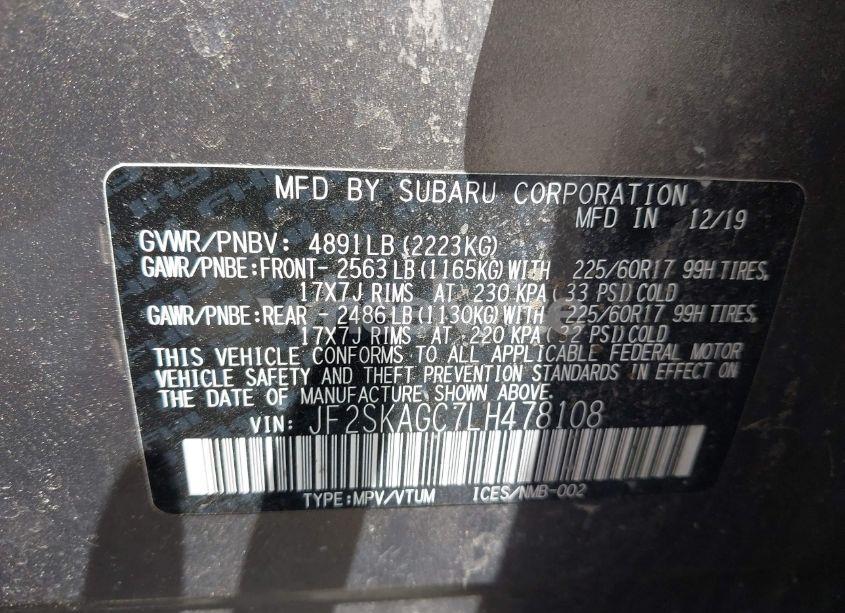 MFD BY SUBARU CORPORATION
MFD IN 12/19
GVWR/PNBV: 4891LB (2223KG)
GAWR/PNBE:FRONT- 2563 LB (1165KG) WITH 225/60R17 99H TIRES,
17X7J RIMS AT 230 KPA (33 PSI) COLD
GAWR/PNBE:REAR - 2486 LB (1130KG) WITH 225/60R17 99H TIRES,
17X7J RIMS AT 220 KPA (32 PSI) COLD
THIS VEHICLE CONFORMS TO ALL APPLICABLE FEDERAL MOTOR
VEHICLE SAFETY AND THEFT PREVENTION STANDARDS IN EFFECT ON
THE DATE OF MANUFACTURE SHOWN ABOVE.
VIN: JF2SKAGC7LH478108
TYPE:MPV/VTUM ICES/NMB-002